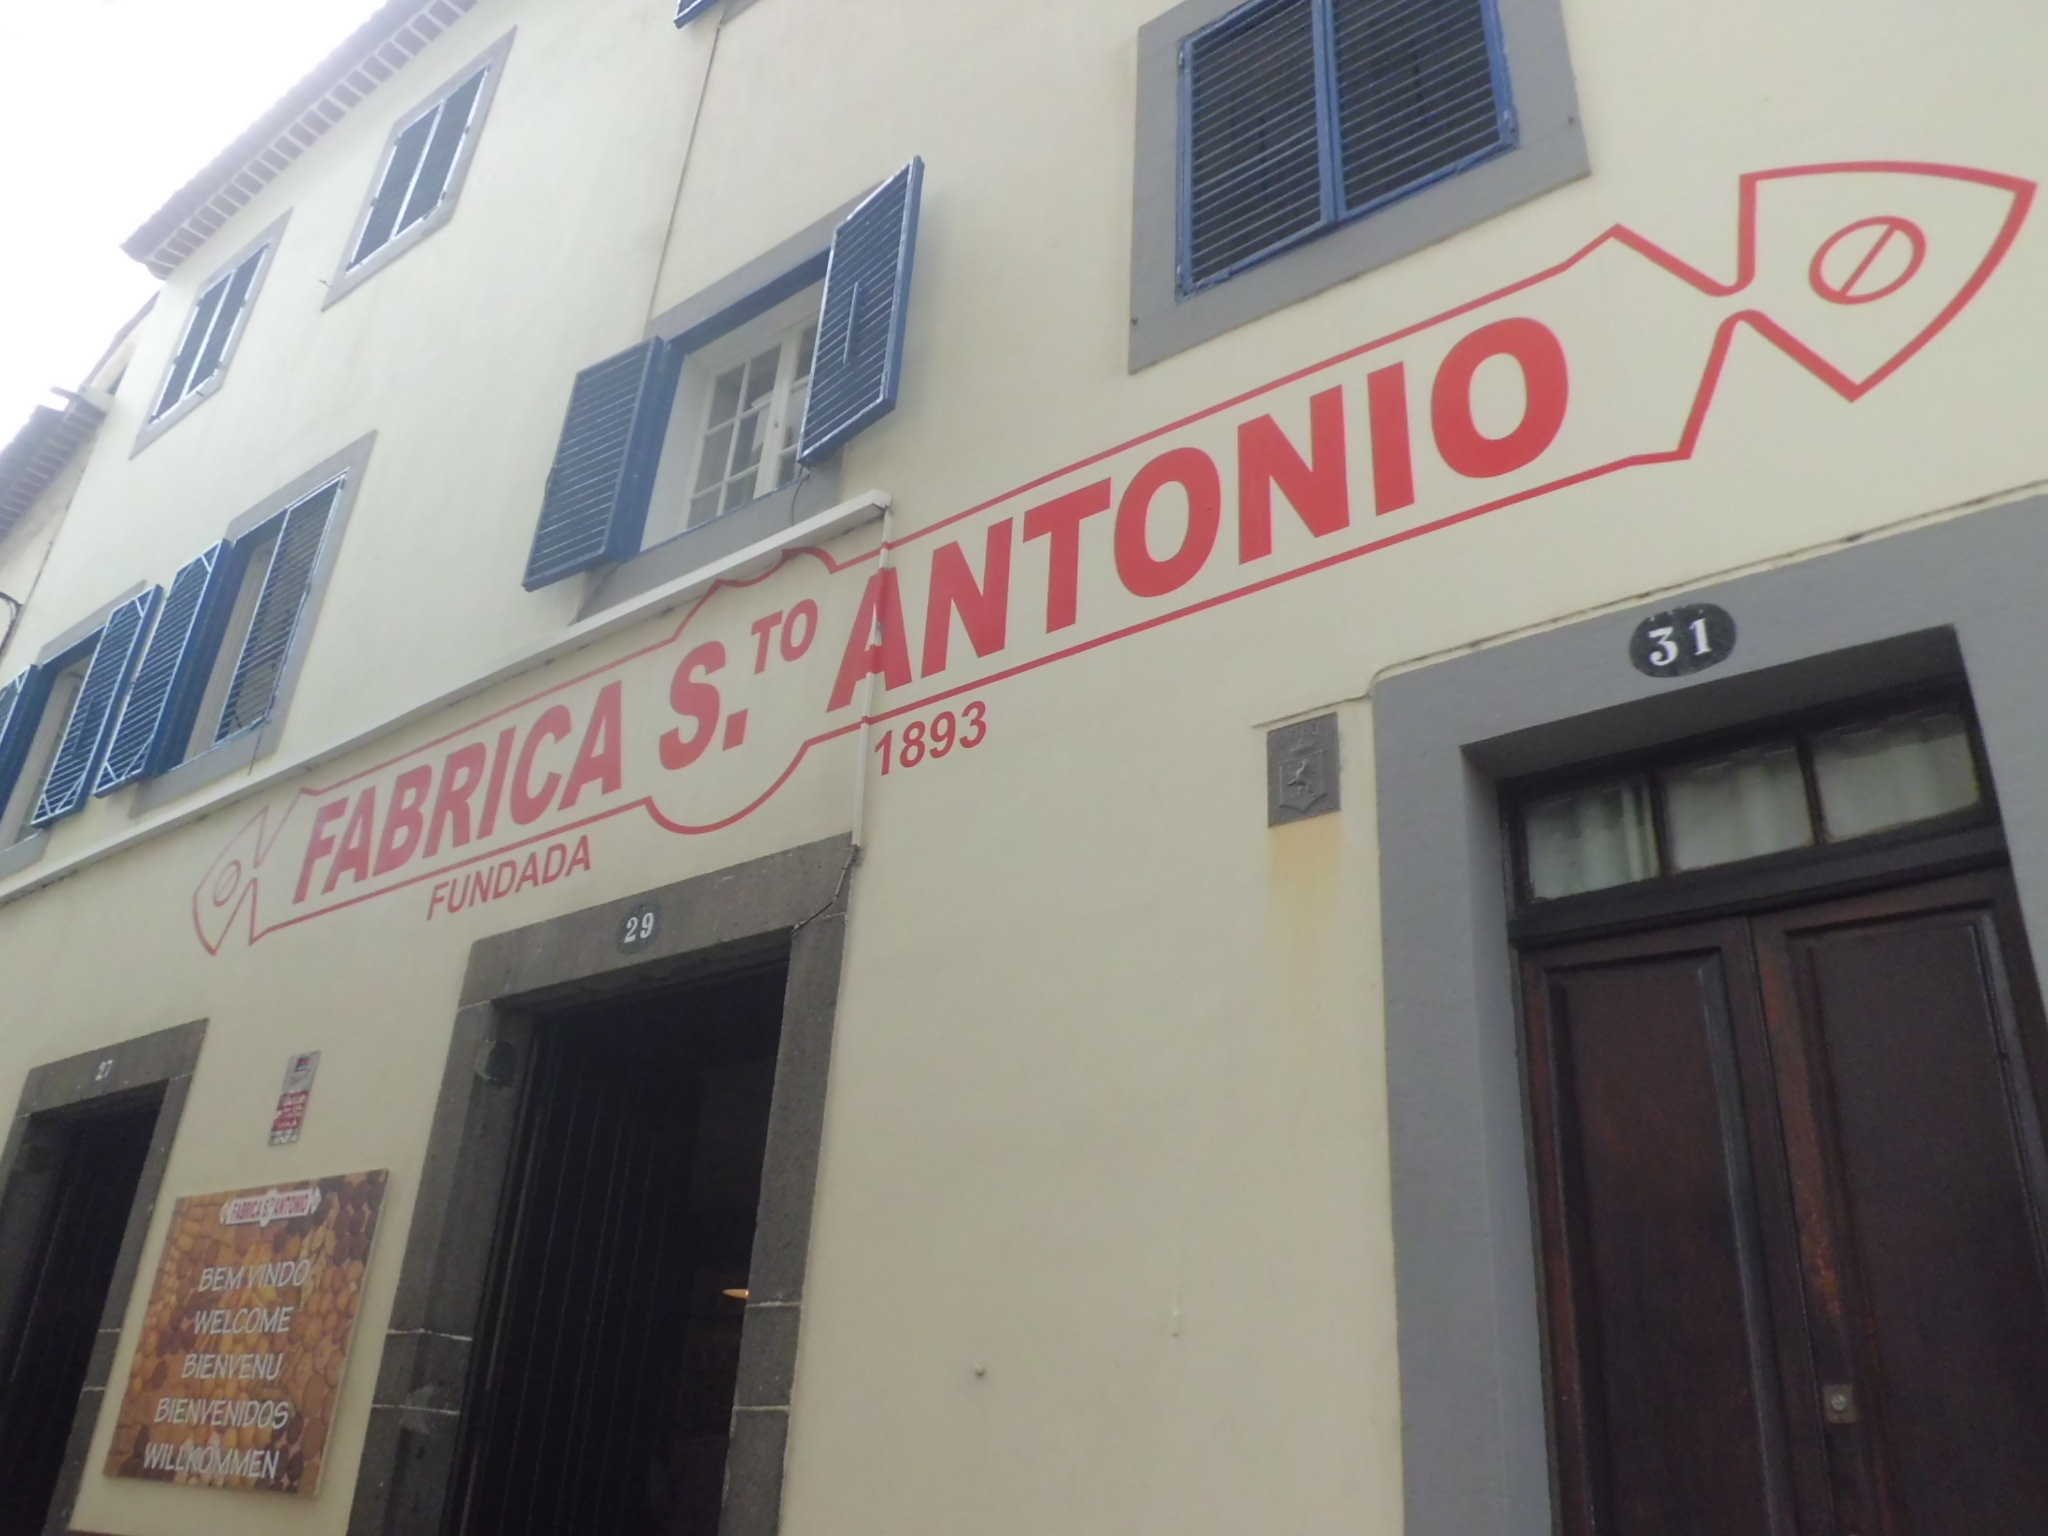 FABRICA S.TO ANTONIO
FUNDADA 1893
31
29
27
FABRICA S.TO ANTONIO
BEM VINDO
WELCOME
BIENVENU
BIENVENIDOS
WILLKOMMEN